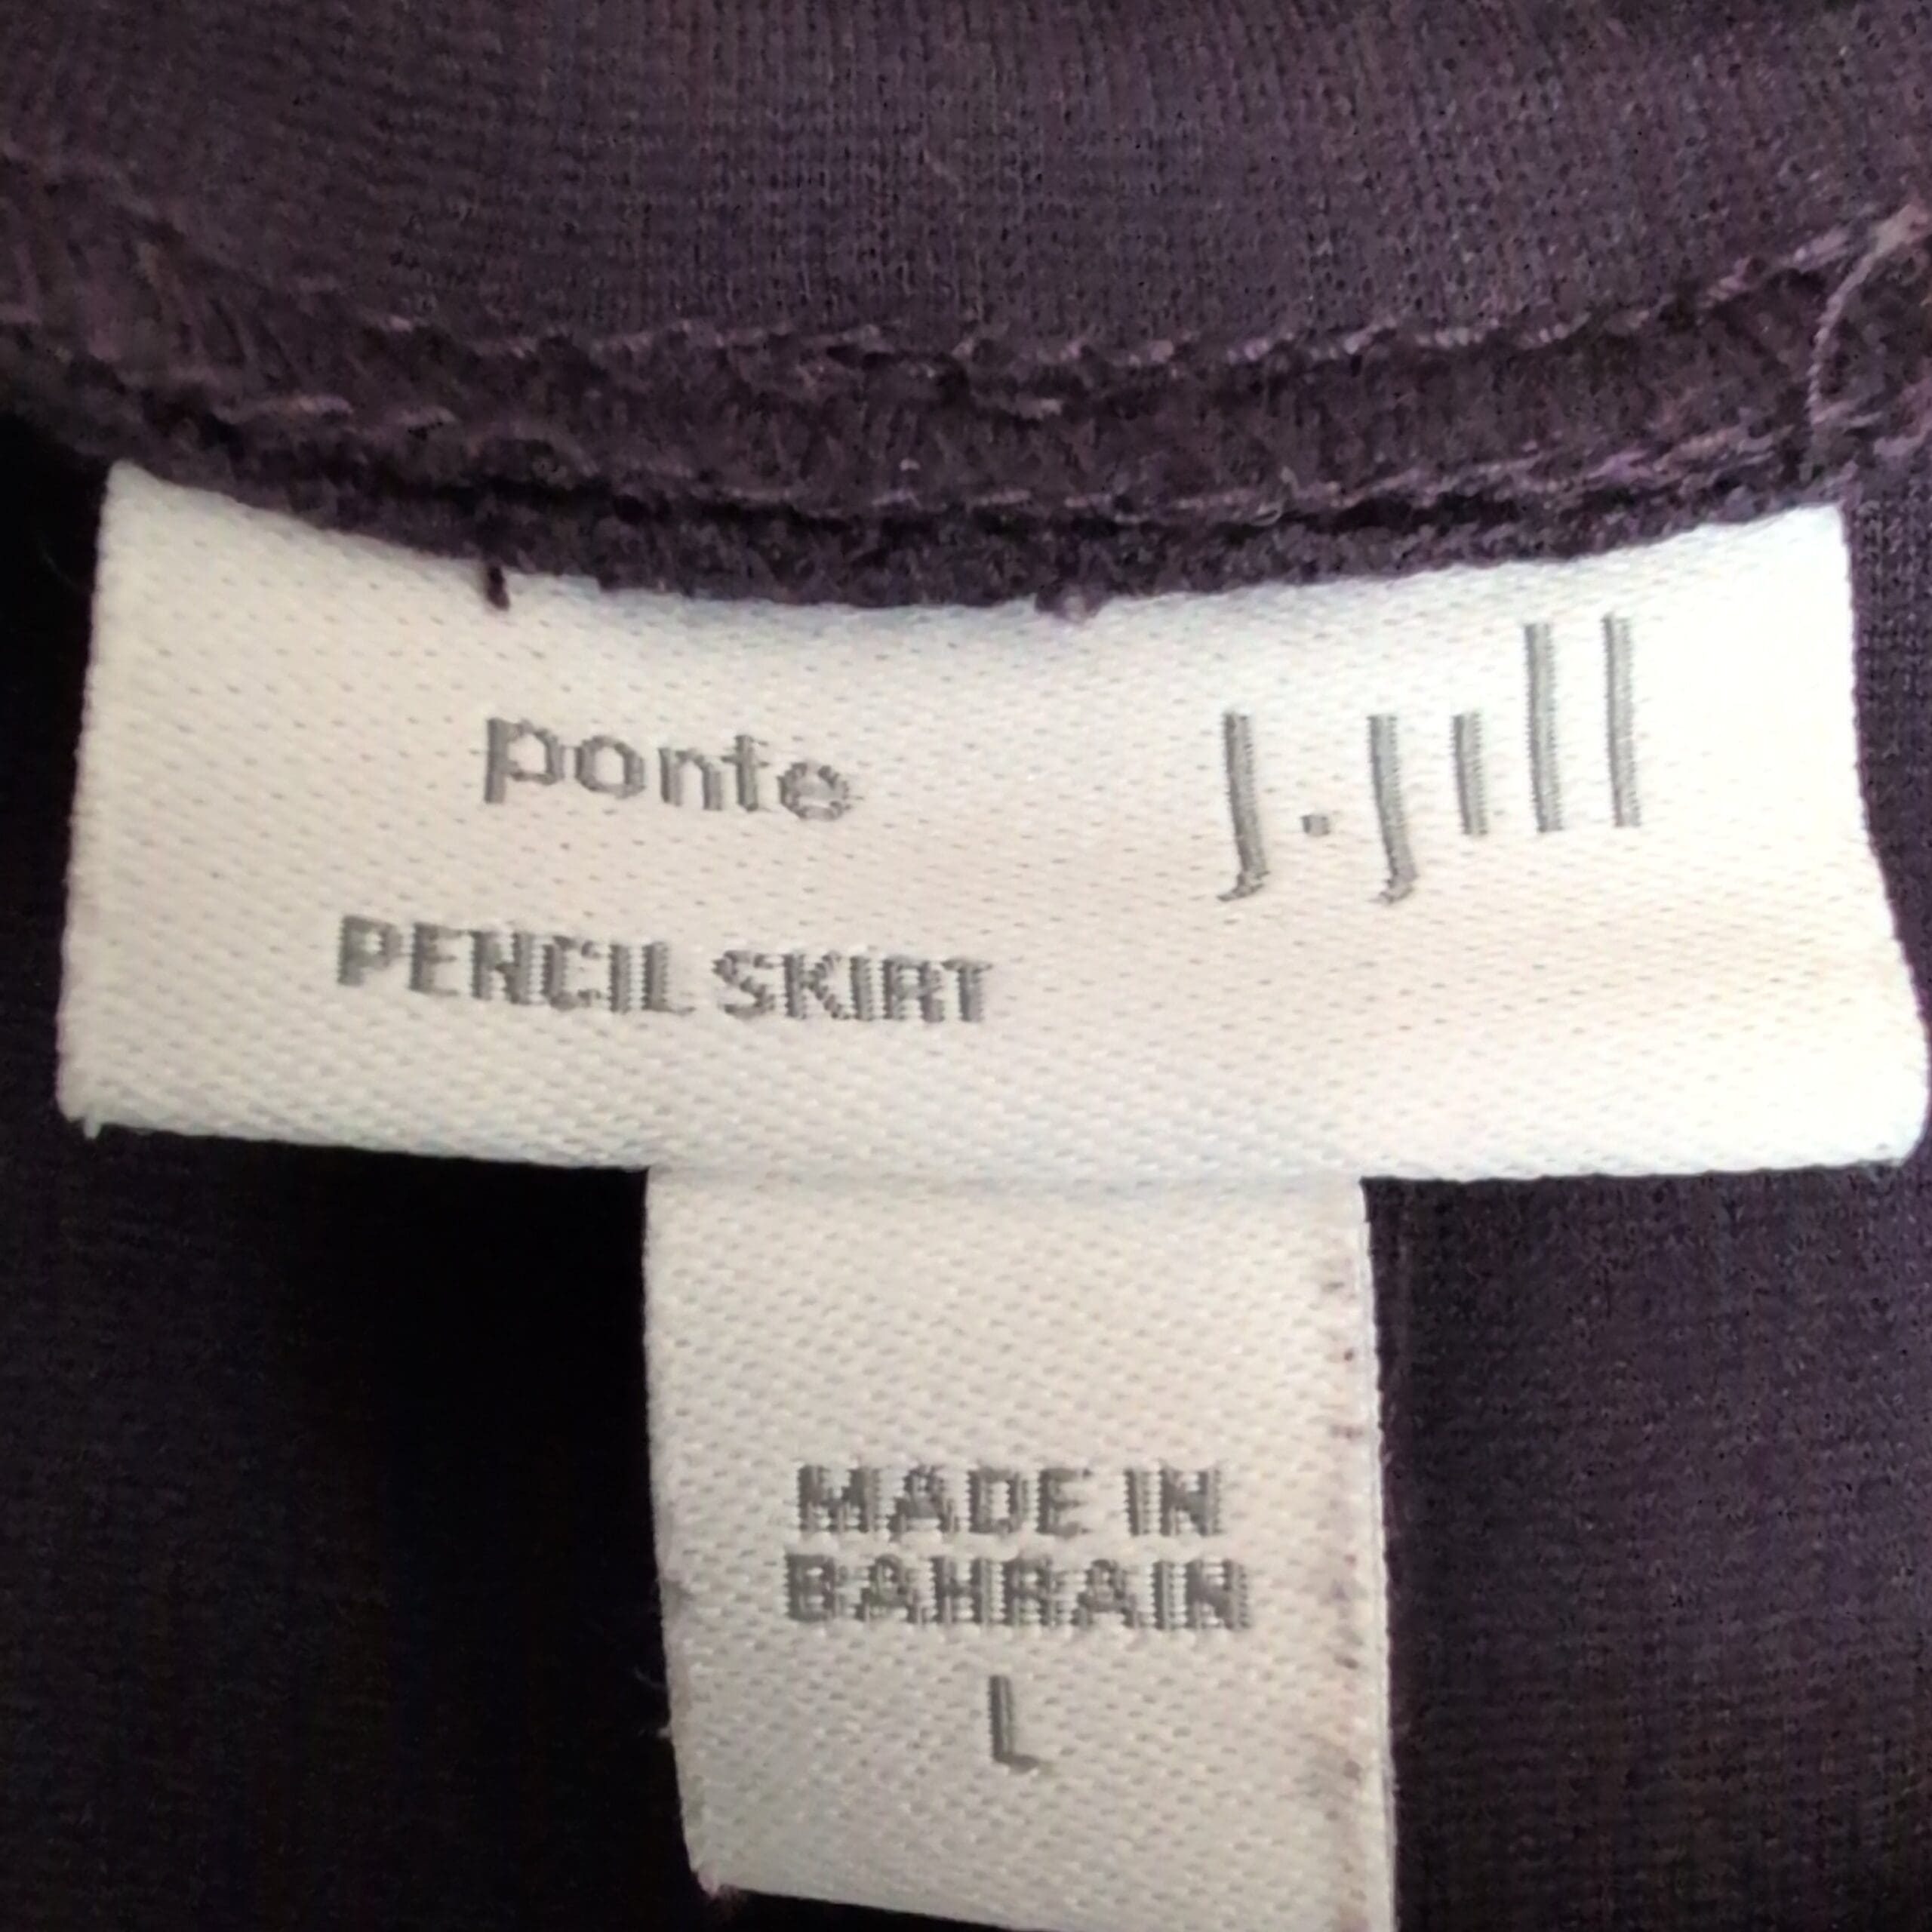 ponte
j.jill
PENCIL SKIRT
MADE IN
BAHRAIN
L